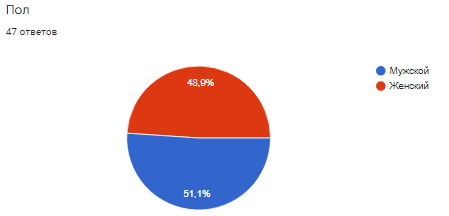 Пол
47 ответов
48,9%
51,1%
Мужской
Женский